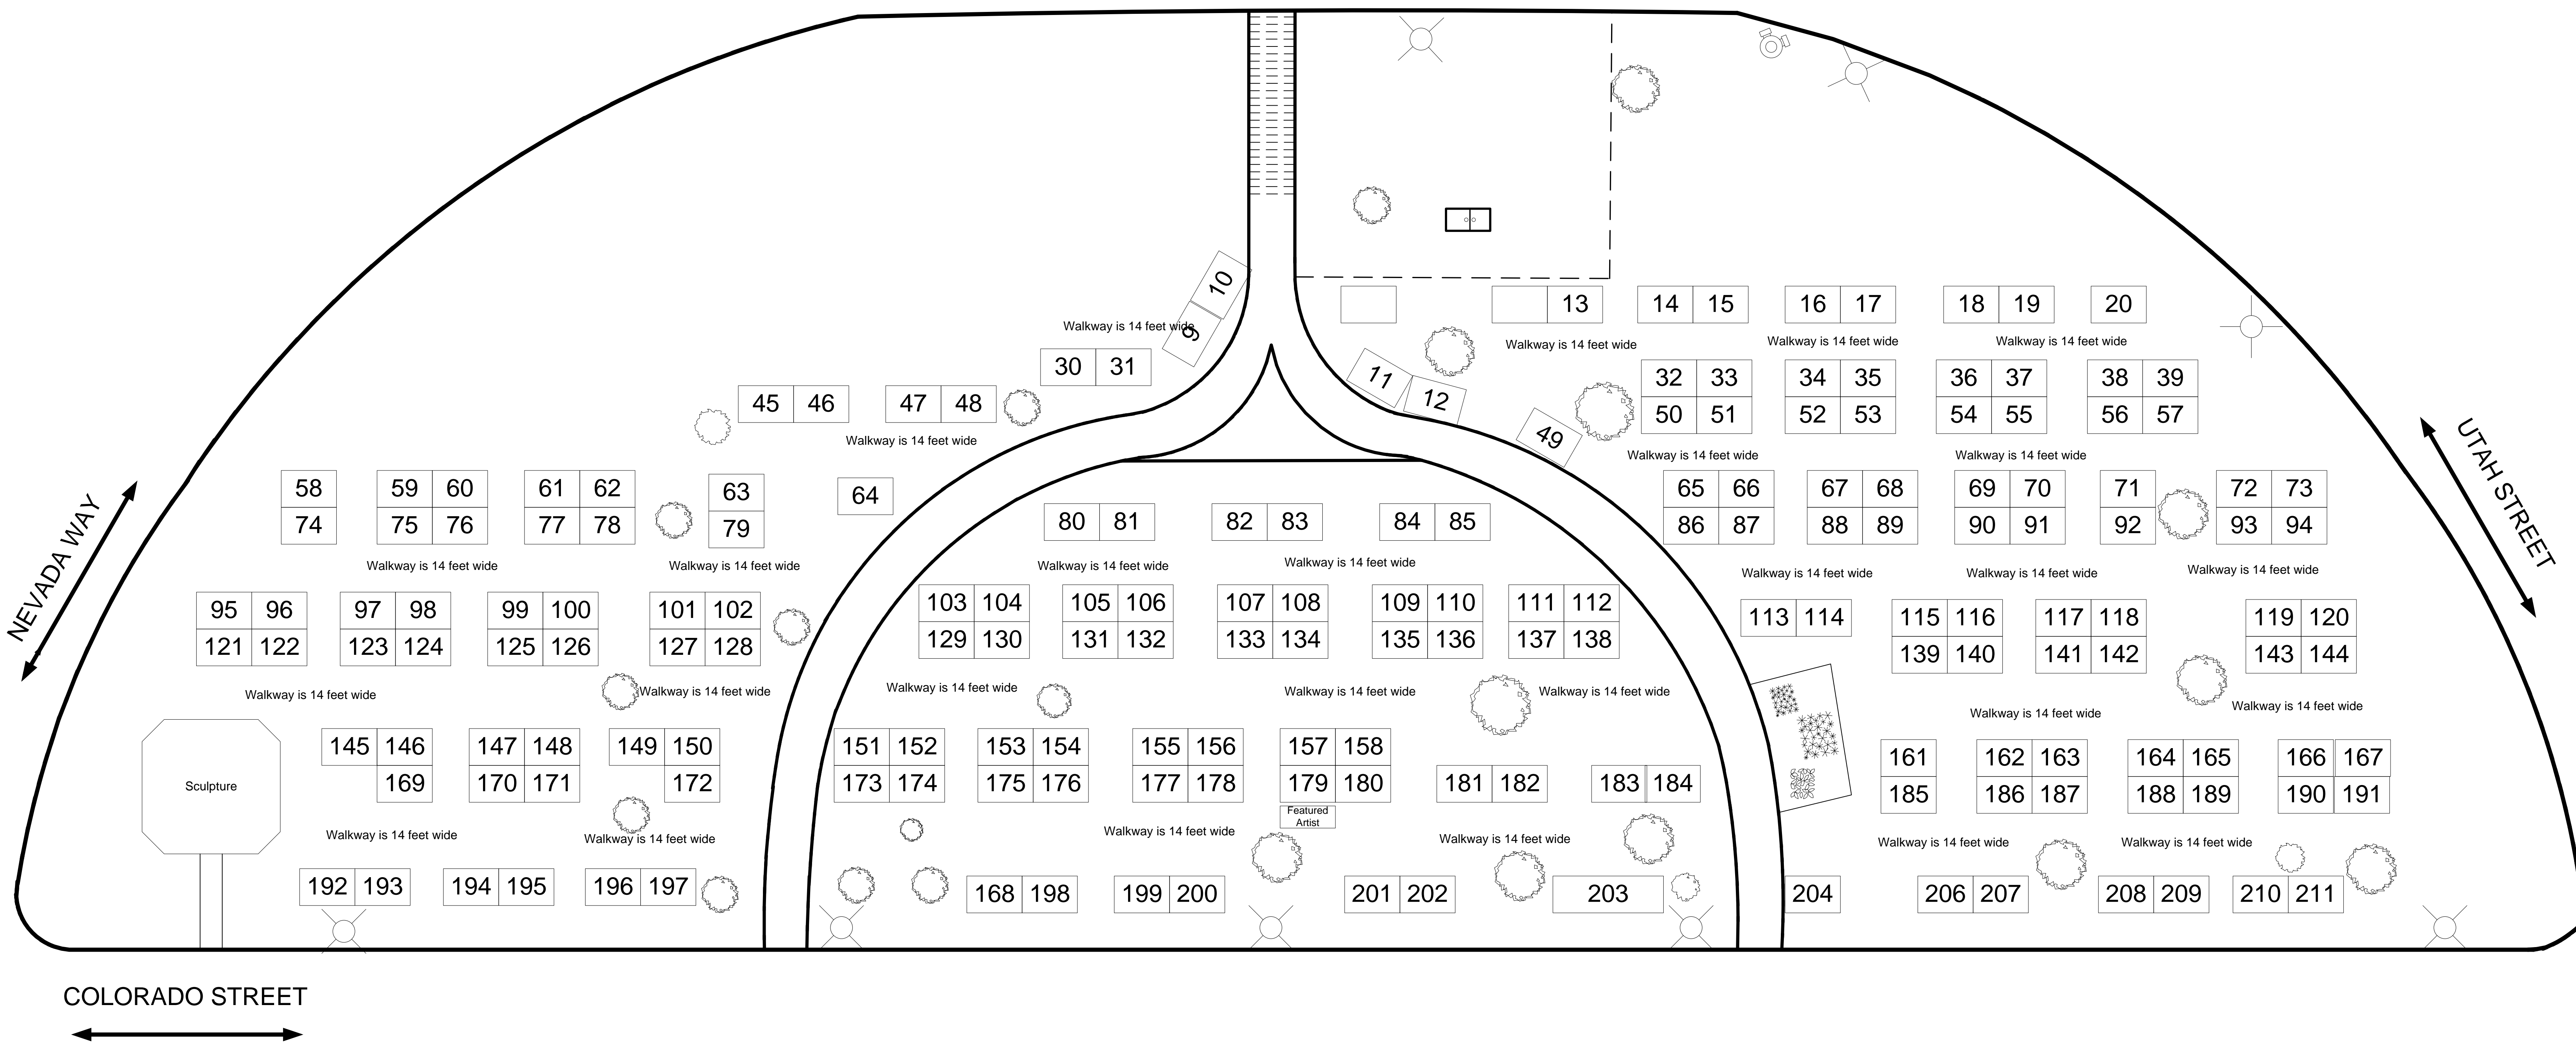 10
9
Walkway is 14 feet wide
13 14 15 16 17 18 19 20
Walkway is 14 feet wide Walkway is 14 feet wide Walkway is 14 feet wide
30 31 11 12 32 33 34 35 36 37 38 39
45 46 47 48 49 50 51 52 53 54 55 56 57
Walkway is 14 feet wide Walkway is 14 feet wide Walkway is 14 feet wide
UTAH STREET
NEVADA WAY
58 59 60 61 62 63 64 65 66 67 68 69 70 71 72 73
74 75 76 77 78 79 80 81 82 83 84 85 86 87 88 89 90 91 92 93 94
Walkway is 14 feet wide Walkway is 14 feet wide Walkway is 14 feet wide Walkway is 14 feet wide Walkway is 14 feet wide Walkway is 14 feet wide Walkway is 14 feet wide
95 96 97 98 99 100 101 102 103 104 105 106 107 108 109 110 111 112 113 114 115 116 117 118 119 120
121 122 123 124 125 126 127 128 129 130 131 132 133 134 135 136 137 138 139 140 141 142 143 144
Walkway is 14 feet wide Walkway is 14 feet wide Walkway is 14 feet wide Walkway is 14 feet wide Walkway is 14 feet wide Walkway is 14 feet wide Walkway is 14 feet wide
145 146 147 148 149 150 151 152 153 154 155 156 157 158 161 162 163 164 165 166 167
Sculpture
169 170 171 172 173 174 175 176 177 178 179 180 181 182 183 184 185 186 187 188 189 190 191
Featured
Artist
Walkway is 14 feet wide Walkway is 14 feet wide Walkway is 14 feet wide Walkway is 14 feet wide Walkway is 14 feet wide Walkway is 14 feet wide
192 193 194 195 196 197 168 198 199 200 201 202 203 204 206 207 208 209 210 211
COLORADO STREET